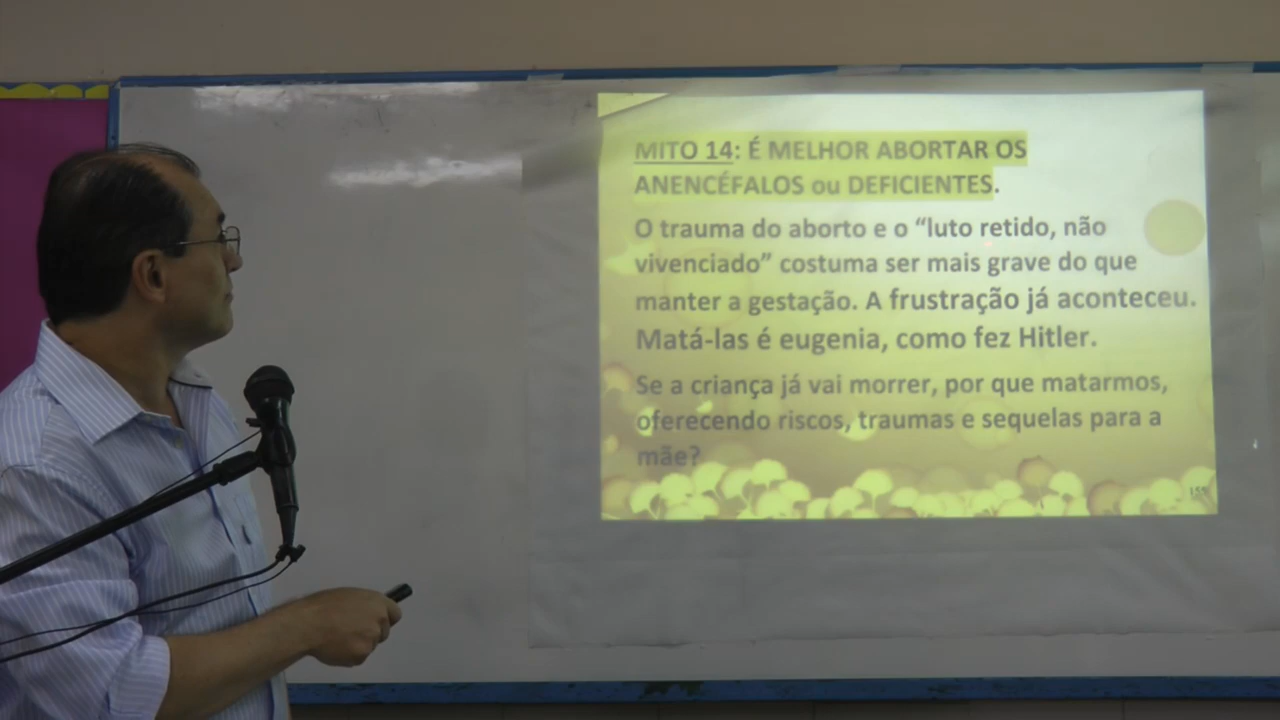 MITO 14: É MELHOR ABORTAR OS
ANENCÉFALOS ou DEFICIENTES.
O trauma do aborto e o “luto retido, não
vivenciado” costuma ser mais grave do que
manter a gestação. A frustração já aconteceu.
Matá-las é eugenia, como fez Hitler.
Se a criança já vai morrer, por que matarmos,
oferecendo riscos, traumas e sequelas para a
mãe?